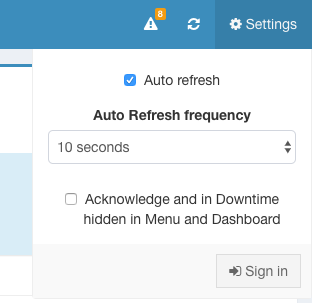 6
Settings
Auto refresh
Auto Refresh frequency
10 seconds
Acknowledge and in Downtime
hidden in Menu and Dashboard
Sign in